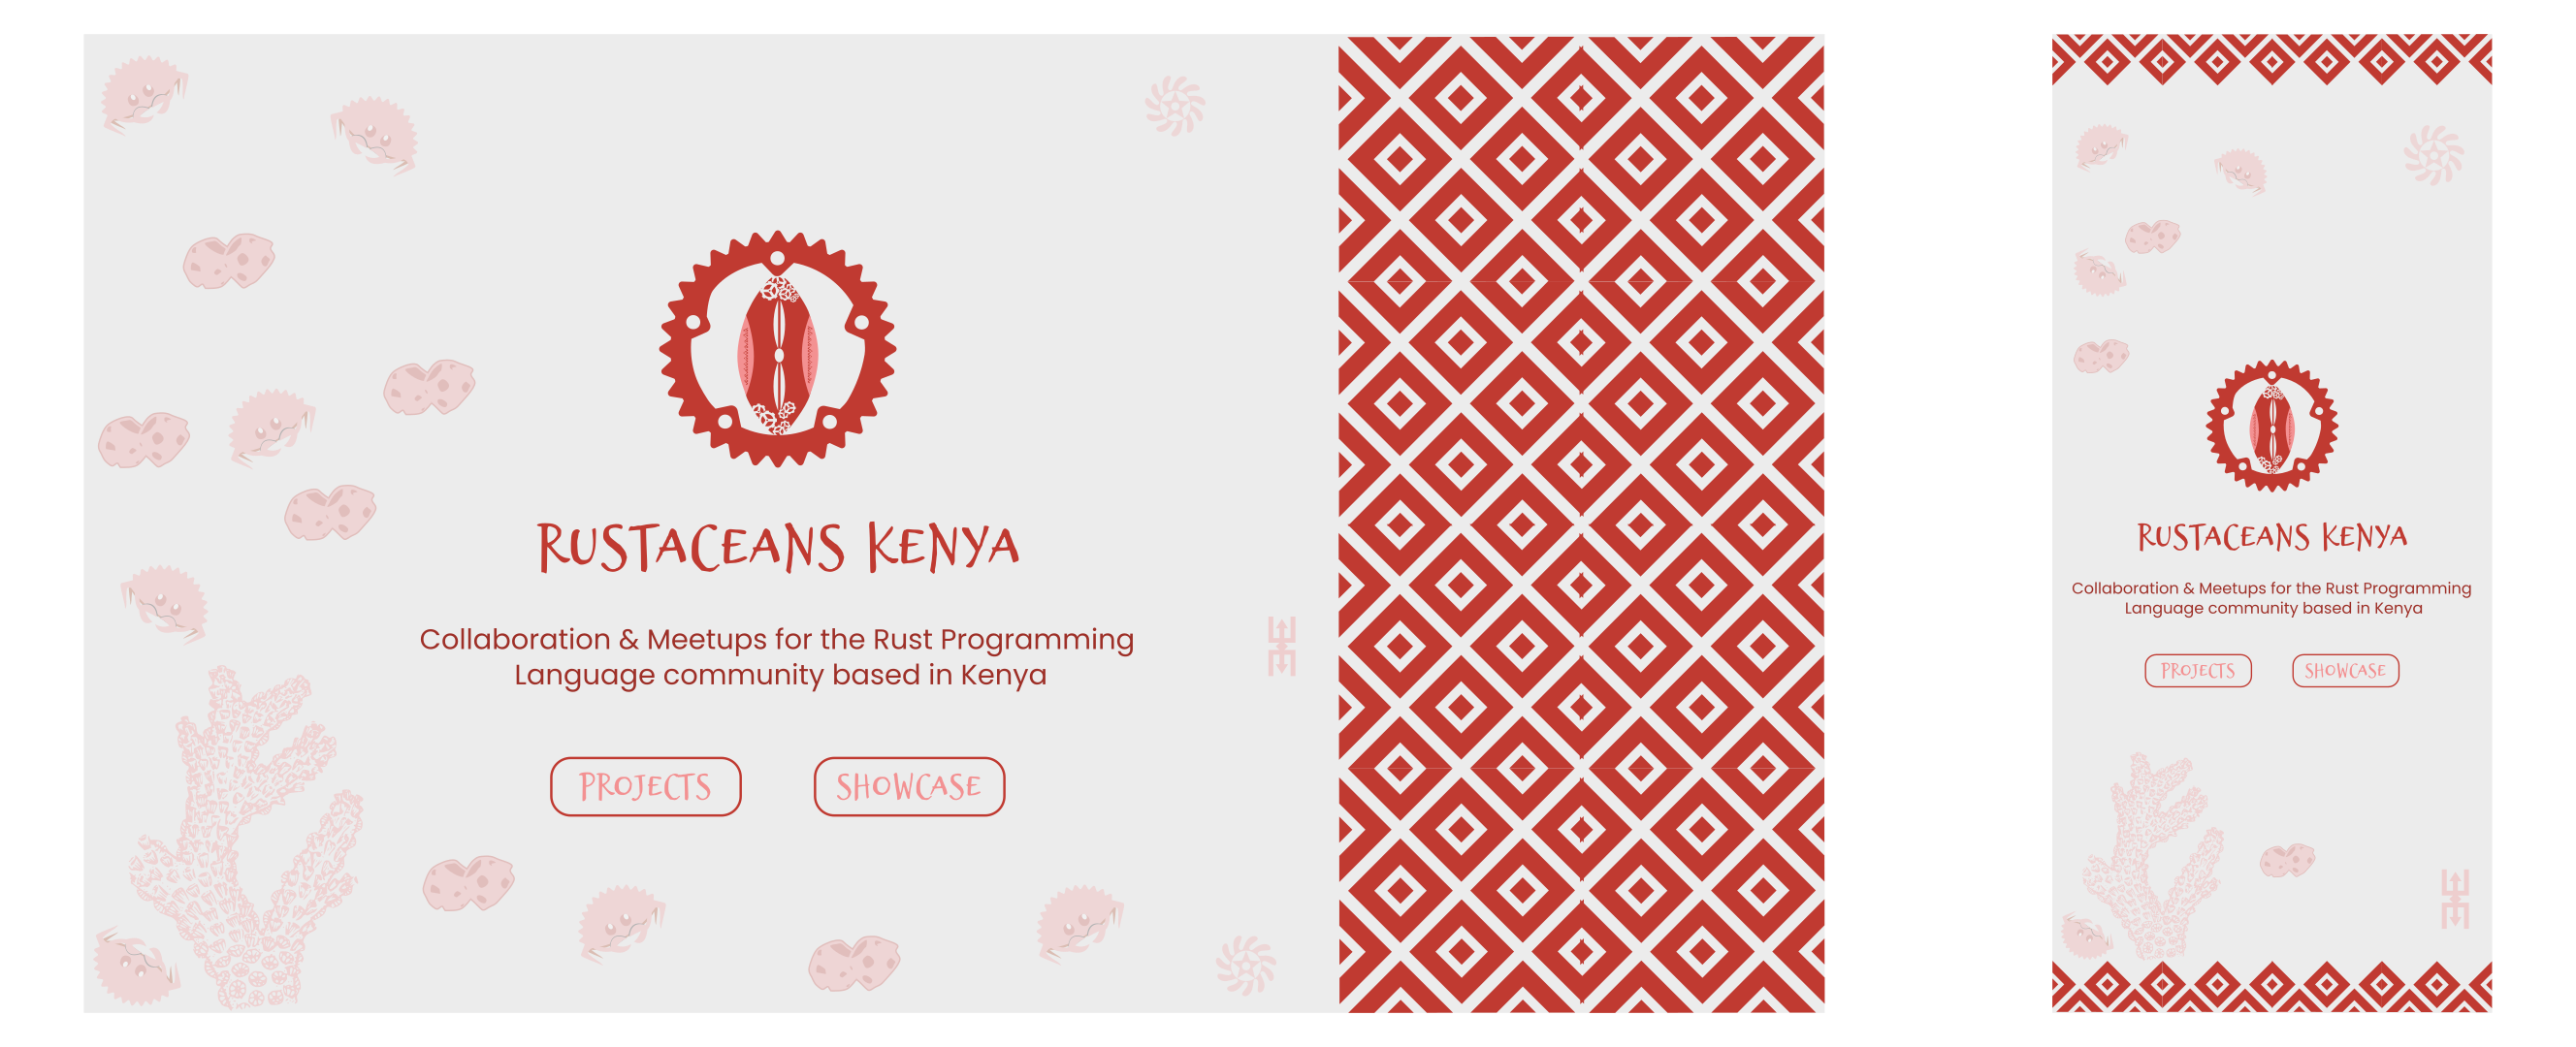 RUSTACEANS KENYA
Collaboration & Meetups for the Rust Programming
Language community based in Kenya
PROJECTS
SHOWCASE
RUSTACEANS KENYA
Collaboration & Meetups for the Rust Programming
Language community based in Kenya
PROJECTS
SHOWCASE